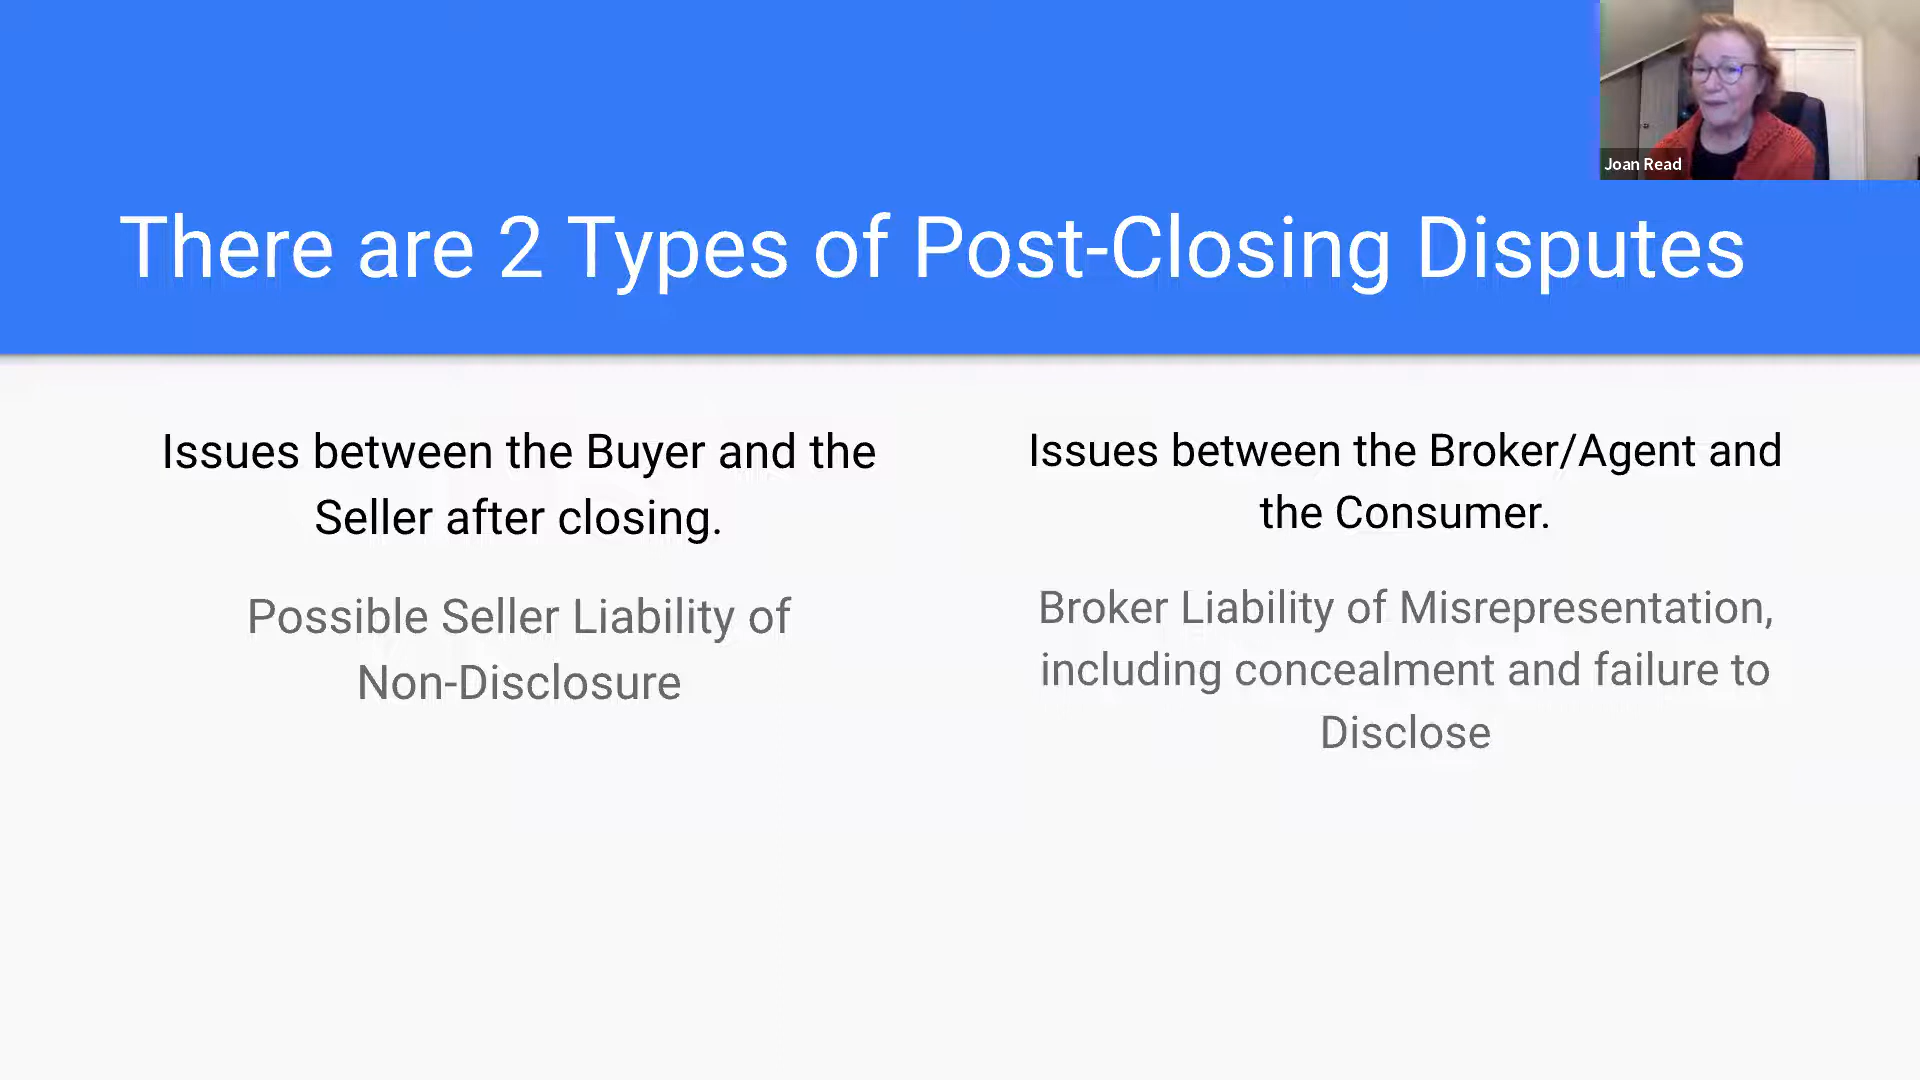 Joan Read
There are 2 Types of Post-Closing Disputes
Issues between the Buyer and the
Seller after closing.
Possible Seller Liability of
Non-Disclosure
Issues between the Broker/Agent and
the Consumer.
Broker Liability of Misrepresentation,
including concealment and failure to
Disclose